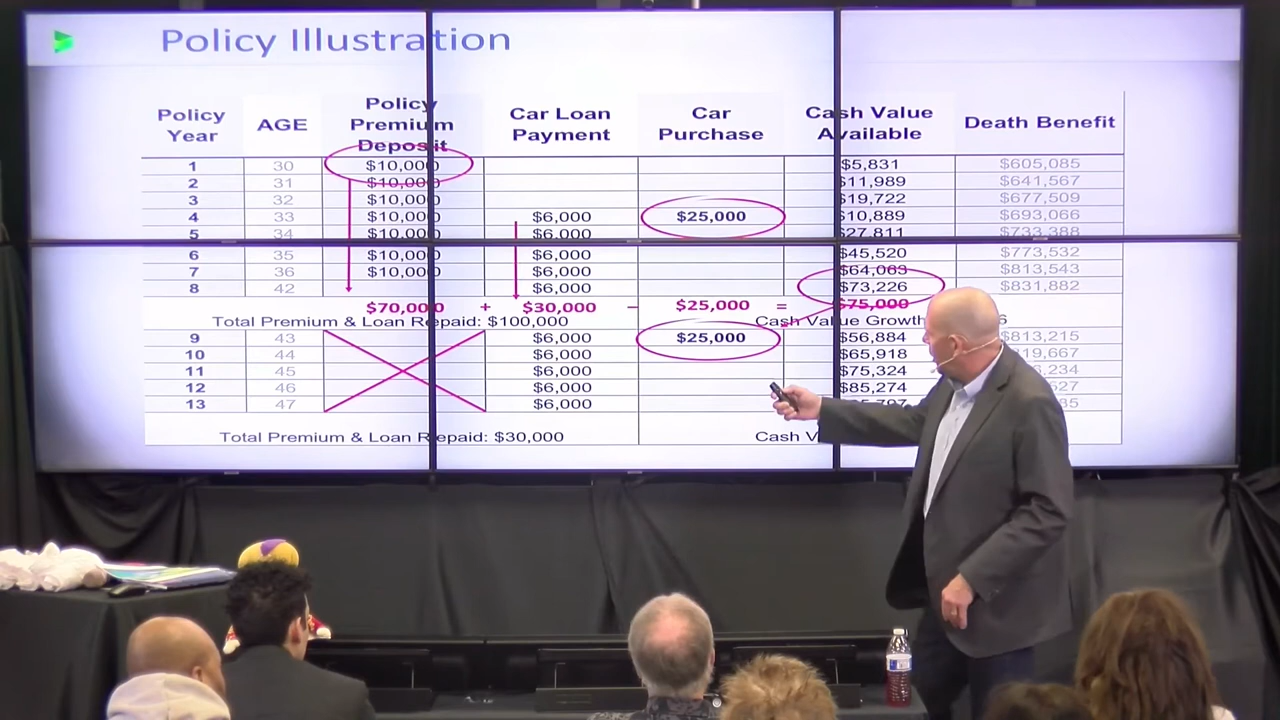 Policy Illustration
Policy Year AGE Policy Premium Deposit Car Loan Payment Car Purchase Cash Value Available Death Benefit
1 30 $10,000 $5,831 $605,085
2 31 $10,000 $11,989 $641,567
3 32 $10,000 $19,722 $677,509
4 33 $10,000 $6,000 $25,000 $10,889 $693,066
5 34 $10,000 $6,000 $27,811 $733,388
6 35 $10,000 $6,000 $45,520 $773,532
7 36 $10,000 $6,000 $64,063 $813,543
8 42 $6,000 $73,226 $831,882
$70,000 + $30,000 – $25,000 = $75,000
Total Premium & Loan Repaid: $100,000 Cash Value Growth
9 43 $6,000 $25,000 $56,884 $813,215
10 44 $6,000 $65,918
11 45 $6,000 $75,324
12 46 $6,000 $85,274
13 47 $6,000
Total Premium & Loan Repaid: $30,000 Cash